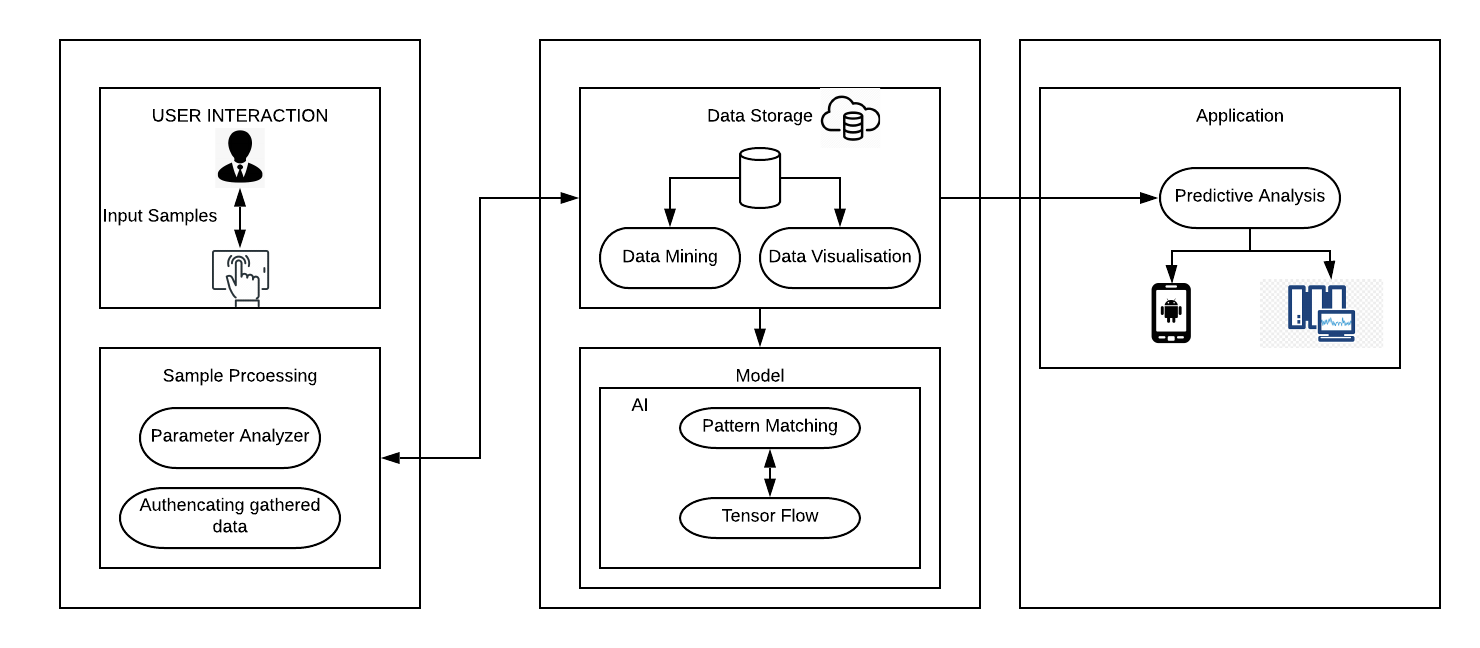 USER INTERACTION
Input Samples
Sample Prcoessing
Parameter Analyzer
Authencating gathered
data
Data Storage
Data Mining
Data Visualisation
Model
AI
Pattern Matching
Tensor Flow
Application
Predictive Analysis